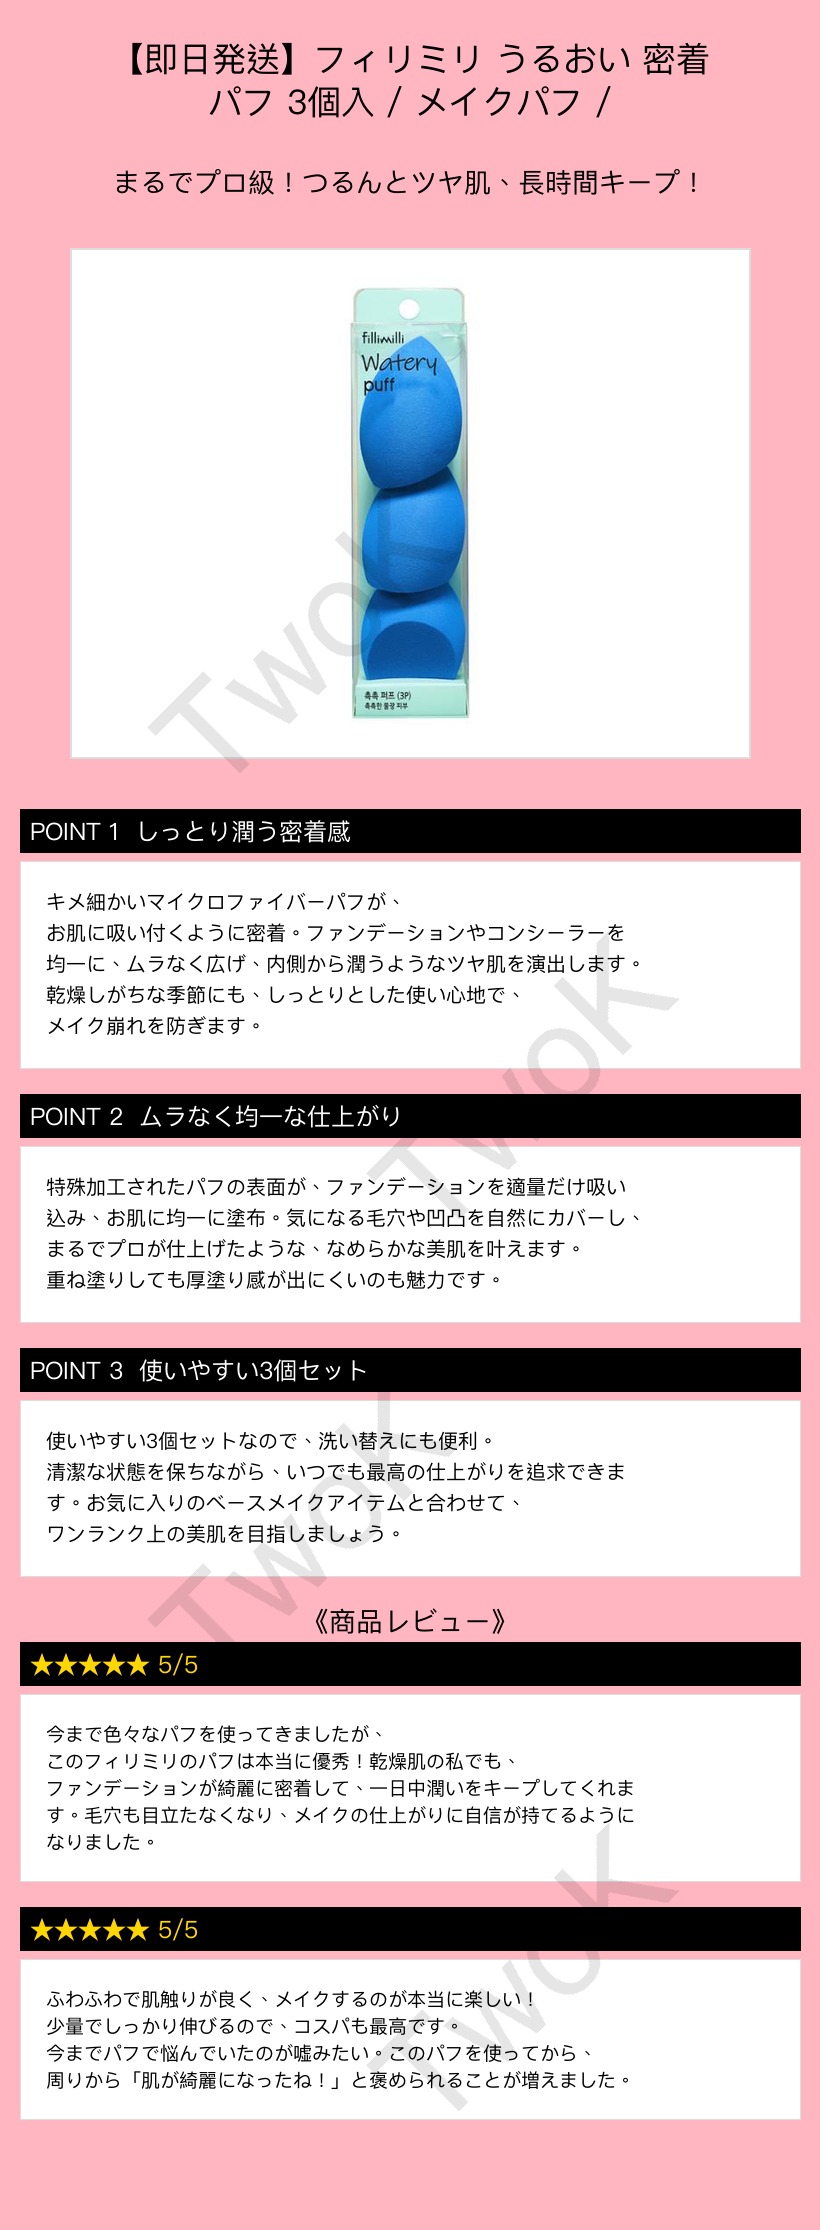 【即日発送】フィリミリ うるおい 密着
パフ 3個入 / メイクパフ /
まるでプロ級！つるんとツヤ肌、長時間キープ！
fillimilli
Watery
puff
촉촉 퍼프 (3P)
촉촉한 물광 피부
TwoK
POINT 1 しっとり潤う密着感
キメ細かいマイクロファイバーパフが、
お肌に吸い付くように密着。ファンデーションやコンシーラーを
均一に、ムラなく広げ、内側から潤うようなツヤ肌を演出します。
乾燥しがちな季節にも、しっとりとした使い心地で、
メイク崩れを防ぎます。
TwoK
POINT 2 ムラなく均一な仕上がり
特殊加工されたパフの表面が、ファンデーションを適量だけ吸い
込み、お肌に均一に塗布。気になる毛穴や凹凸を自然にカバーし、
まるでプロが仕上げたような、なめらかな美肌を叶えます。
重ね塗りしても厚塗り感が出にくいのも魅力です。
POINT 3 使いやすい3個セット
使いやすい3個セットなので、洗い替えにも便利。
清潔な状態を保ちながら、いつでも最高の仕上がりを追求できま
す。お気に入りのベースメイクアイテムと合わせて、
ワンランク上の美肌を目指しましょう。
TwoK
《商品レビュー》
★★★★★ 5/5
今まで色々なパフを使ってきましたが、
このフィリミリのパフは本当に優秀！乾燥肌の私でも、
ファンデーションが綺麗に密着して、一日中潤いをキープしてくれま
す。毛穴も目立たなくなり、メイクの仕上がりに自信が持てるように
なりました。
★★★★★ 5/5
ふわふわで肌触りが良く、メイクするのが本当に楽しい！
少量でしっかり伸びるので、コスパも最高です。
今までパフで悩んでいたのが嘘みたい。このパフを使ってから、
周りから「肌が綺麗になったね！」と褒められることが増えました。
TwoK